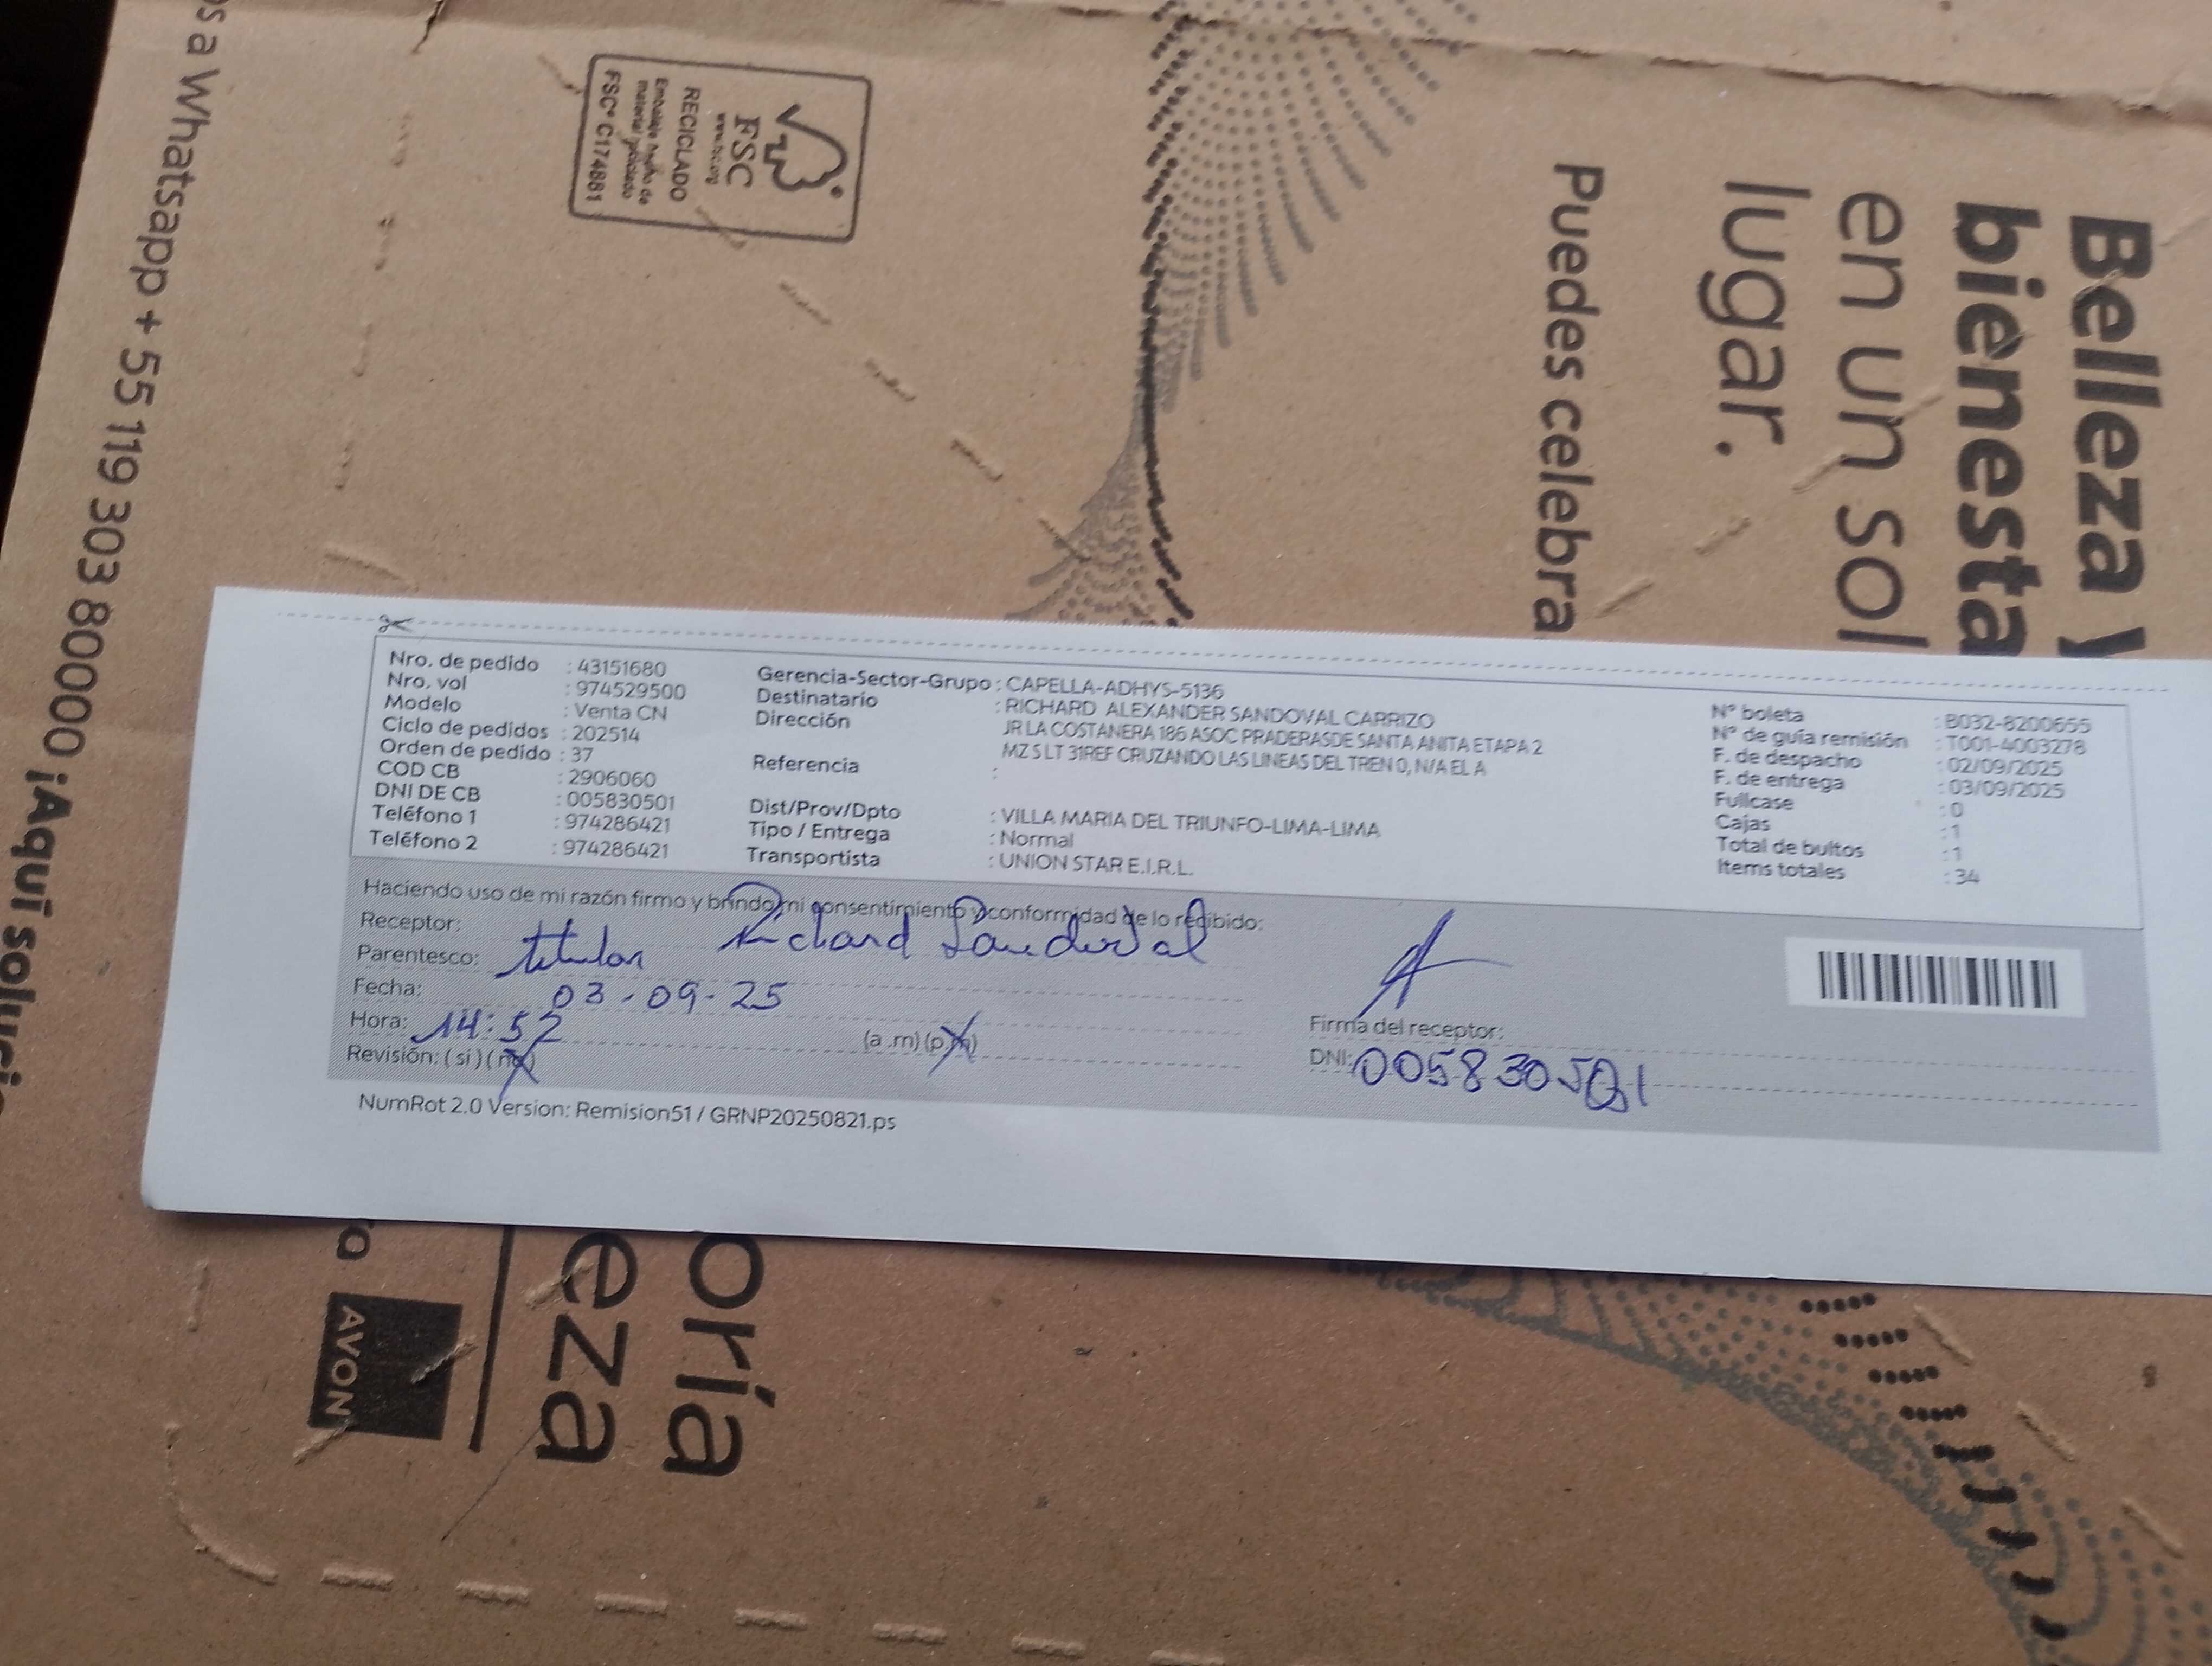 Nro. de pedido : 43151680
Nro. vol : 974529500
Modelo : Venta CN
Ciclo de pedidos : 202514
Orden de pedido : 37
COD CB : 2906060
DNI DE CB : 005830501
Teléfono 1 : 974286421
Teléfono 2 : 974286421
Gerencia-Sector-Grupo : CAPELLA-ADHYS-5136
Destinatario : RICHARD ALEXANDER SANDOVAL CARRIZO
Dirección JR LA COSTANERA 186 ASOC PRADERASDE SANTA ANITA ETAPA 2
MZ S LT 31REF CRUZANDO LAS LINEAS DEL TREN 0, N/A EL A
Referencia :
Dist/Prov/Dpto : VILLA MARIA DEL TRIUNFO-LIMA-LIMA
Tipo / Entrega : Normal
Transportista : UNION STAR E.I.R.L.
N° boleta : B032-8200655
N° de guía remisión : T001-4003278
F. de despacho : 02/09/2025
F. de entrega : 03/09/2025
Fullcase : 0
Cajas : 1
Total de bultos : 1
Items totales : 34
Haciendo uso de mi razón firmo y brindo mi consentimiento y conformidad de lo recibido:
Receptor: Richard Sandoval
Parentesco: titular
Fecha: 03-09-25
Hora: 14:52 (a .m) (p.m)
Revisión: ( si ) ( no )
Firma del receptor:
DNI: 005830501
NumRot 2.0 Version: Remision51 / GRNP20250821.ps
Belleza y
bienesta
en un sol
lugar.
Puedes celebra
FSC
www.fsc.org
RECICLADO
Embalaje hecho de
material reciclado
FSC® C174681
os a Whatsapp + 55 119 303 80000 ¡Aquí soluci
oría
eza
ra
AVON